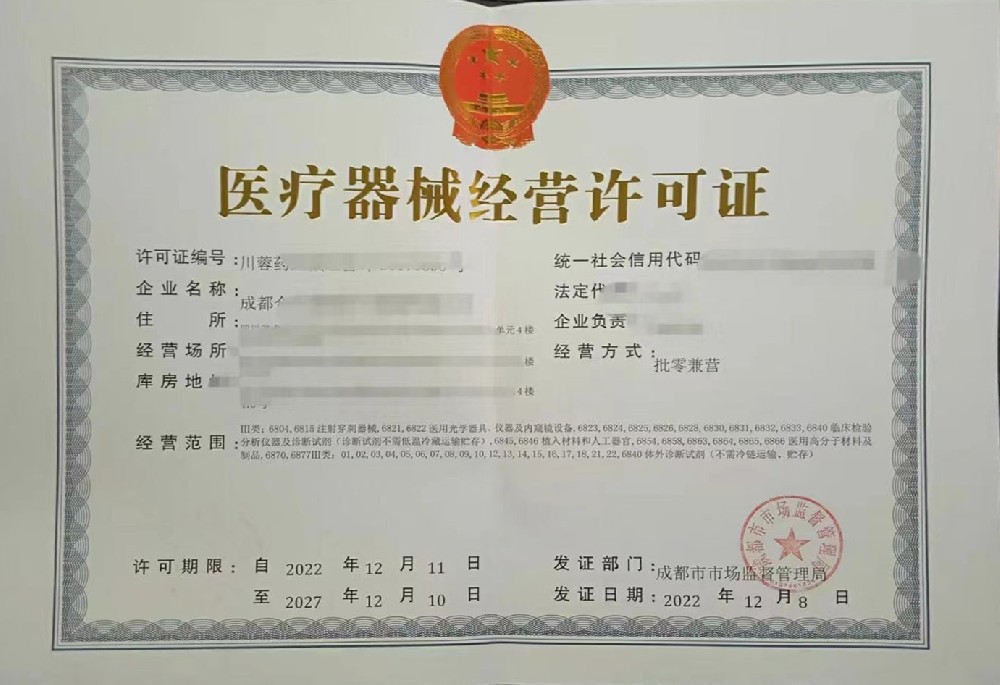 医疗器械经营许可证
许可证编号：川蓉药
统一社会信用代码
企业名称：成都
法定代
住所：单元4楼
企业负责
经营场所 楼
经营方式：批零兼营
库房地 4楼
经营范围：III类：6804,6815注射穿刺器械,6821,6822医用光学器具、仪器及内窥镜设备,6823,6824,6825,6826,6828,6830,6831,6832,6833,6840临床检验
分析仪器及诊断试剂（诊断试剂不需低温冷藏运输贮存）,6845,6846植入材料和人工器官,6854,6858,6863,6864,6865,6866医用高分子材料及
制品,6870,6877III类：01,02,03,04,05,06,07,08,09,10,12,13,14,15,16,17,18,21,22,6840体外诊断试剂（不需冷链运输、贮存）
许可期限：自 2022 年 12 月 11 日
至 2027 年 12 月 10 日
发证部门：成都市市场监督管理局
发证日期：2022 年 12 月 8 日
成都市市场监督管理局